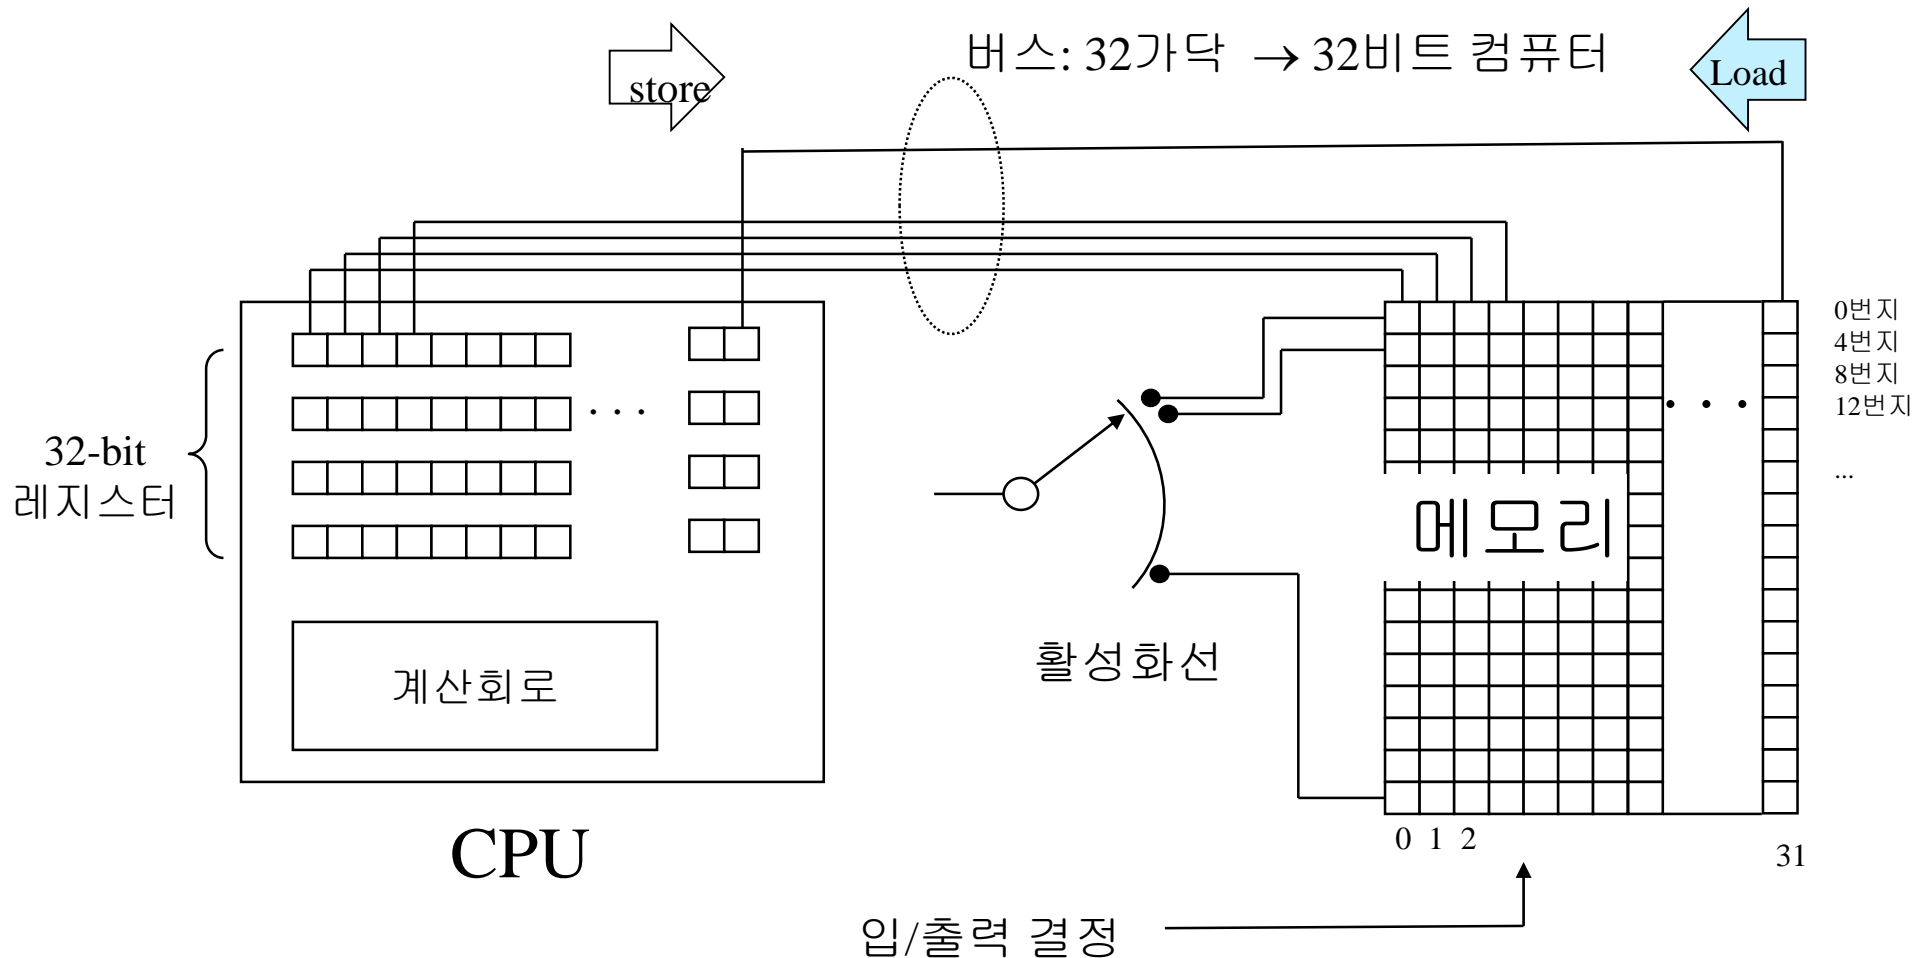 버스: 32가닥 → 32비트 컴퓨터
store
Load
0번지
4번지
8번지
12번지
...
. . .
• • •
32-bit
레지스터
메모리
활성화선
계산회로
CPU
0 1 2
31
입/출력 결정